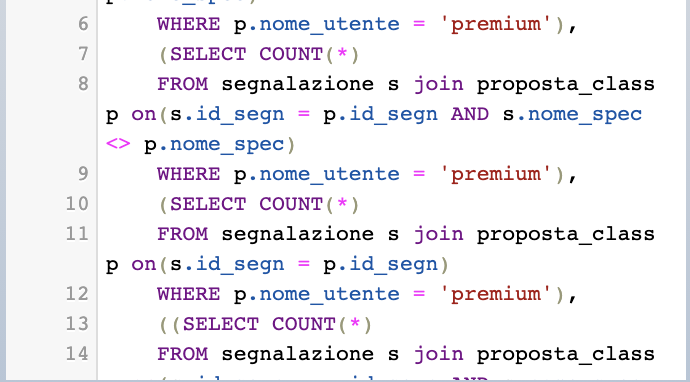 6 WHERE p.nome_utente = 'premium'),
7 (SELECT COUNT(*)
8 FROM segnalazione s join proposta_class
p on(s.id_segn = p.id_segn AND s.nome_spec
<> p.nome_spec)
9 WHERE p.nome_utente = 'premium'),
10 (SELECT COUNT(*)
11 FROM segnalazione s join proposta_class
p on(s.id_segn = p.id_segn)
12 WHERE p.nome_utente = 'premium'),
13 ((SELECT COUNT(*)
14 FROM segnalazione s join proposta_class